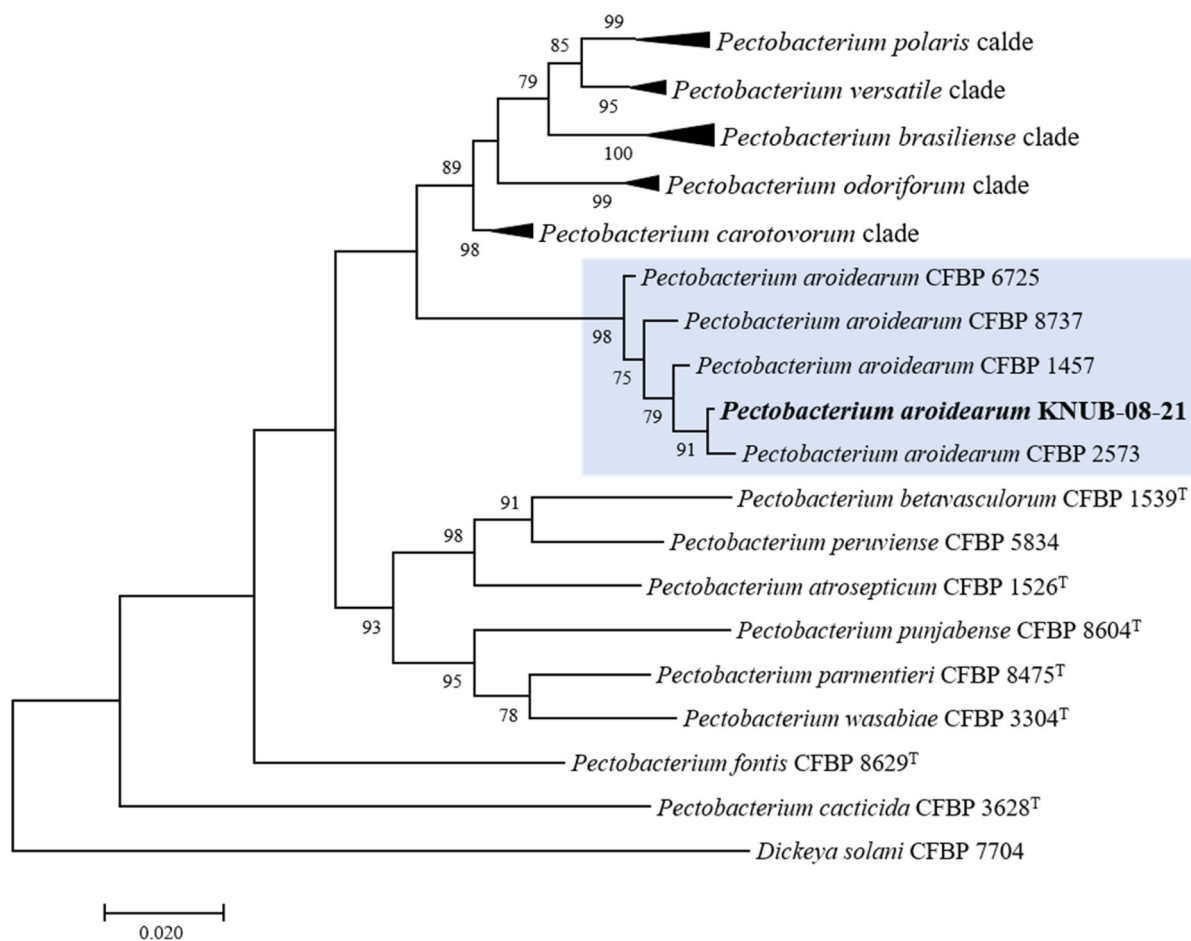 99
Pectobacterium polaris calde
85
79
Pectobacterium versatile clade
95
Pectobacterium brasiliense clade
100
89
Pectobacterium odoriforum clade
99
Pectobacterium carotovorum clade
98
Pectobacterium aroidearum CFBP 6725
Pectobacterium aroidearum CFBP 8737
98
Pectobacterium aroidearum CFBP 1457
75
Pectobacterium aroidearum KNUB-08-21
79
91
Pectobacterium aroidearum CFBP 2573
Pectobacterium betavasculorum CFBP 1539ᵀ
91
98
Pectobacterium peruviense CFBP 5834
Pectobacterium atrosepticum CFBP 1526ᵀ
93
Pectobacterium punjabense CFBP 8604ᵀ
95
Pectobacterium parmentieri CFBP 8475ᵀ
78
Pectobacterium wasabiae CFBP 3304ᵀ
Pectobacterium fontis CFBP 8629ᵀ
Pectobacterium cacticida CFBP 3628ᵀ
Dickeya solani CFBP 7704
0.020